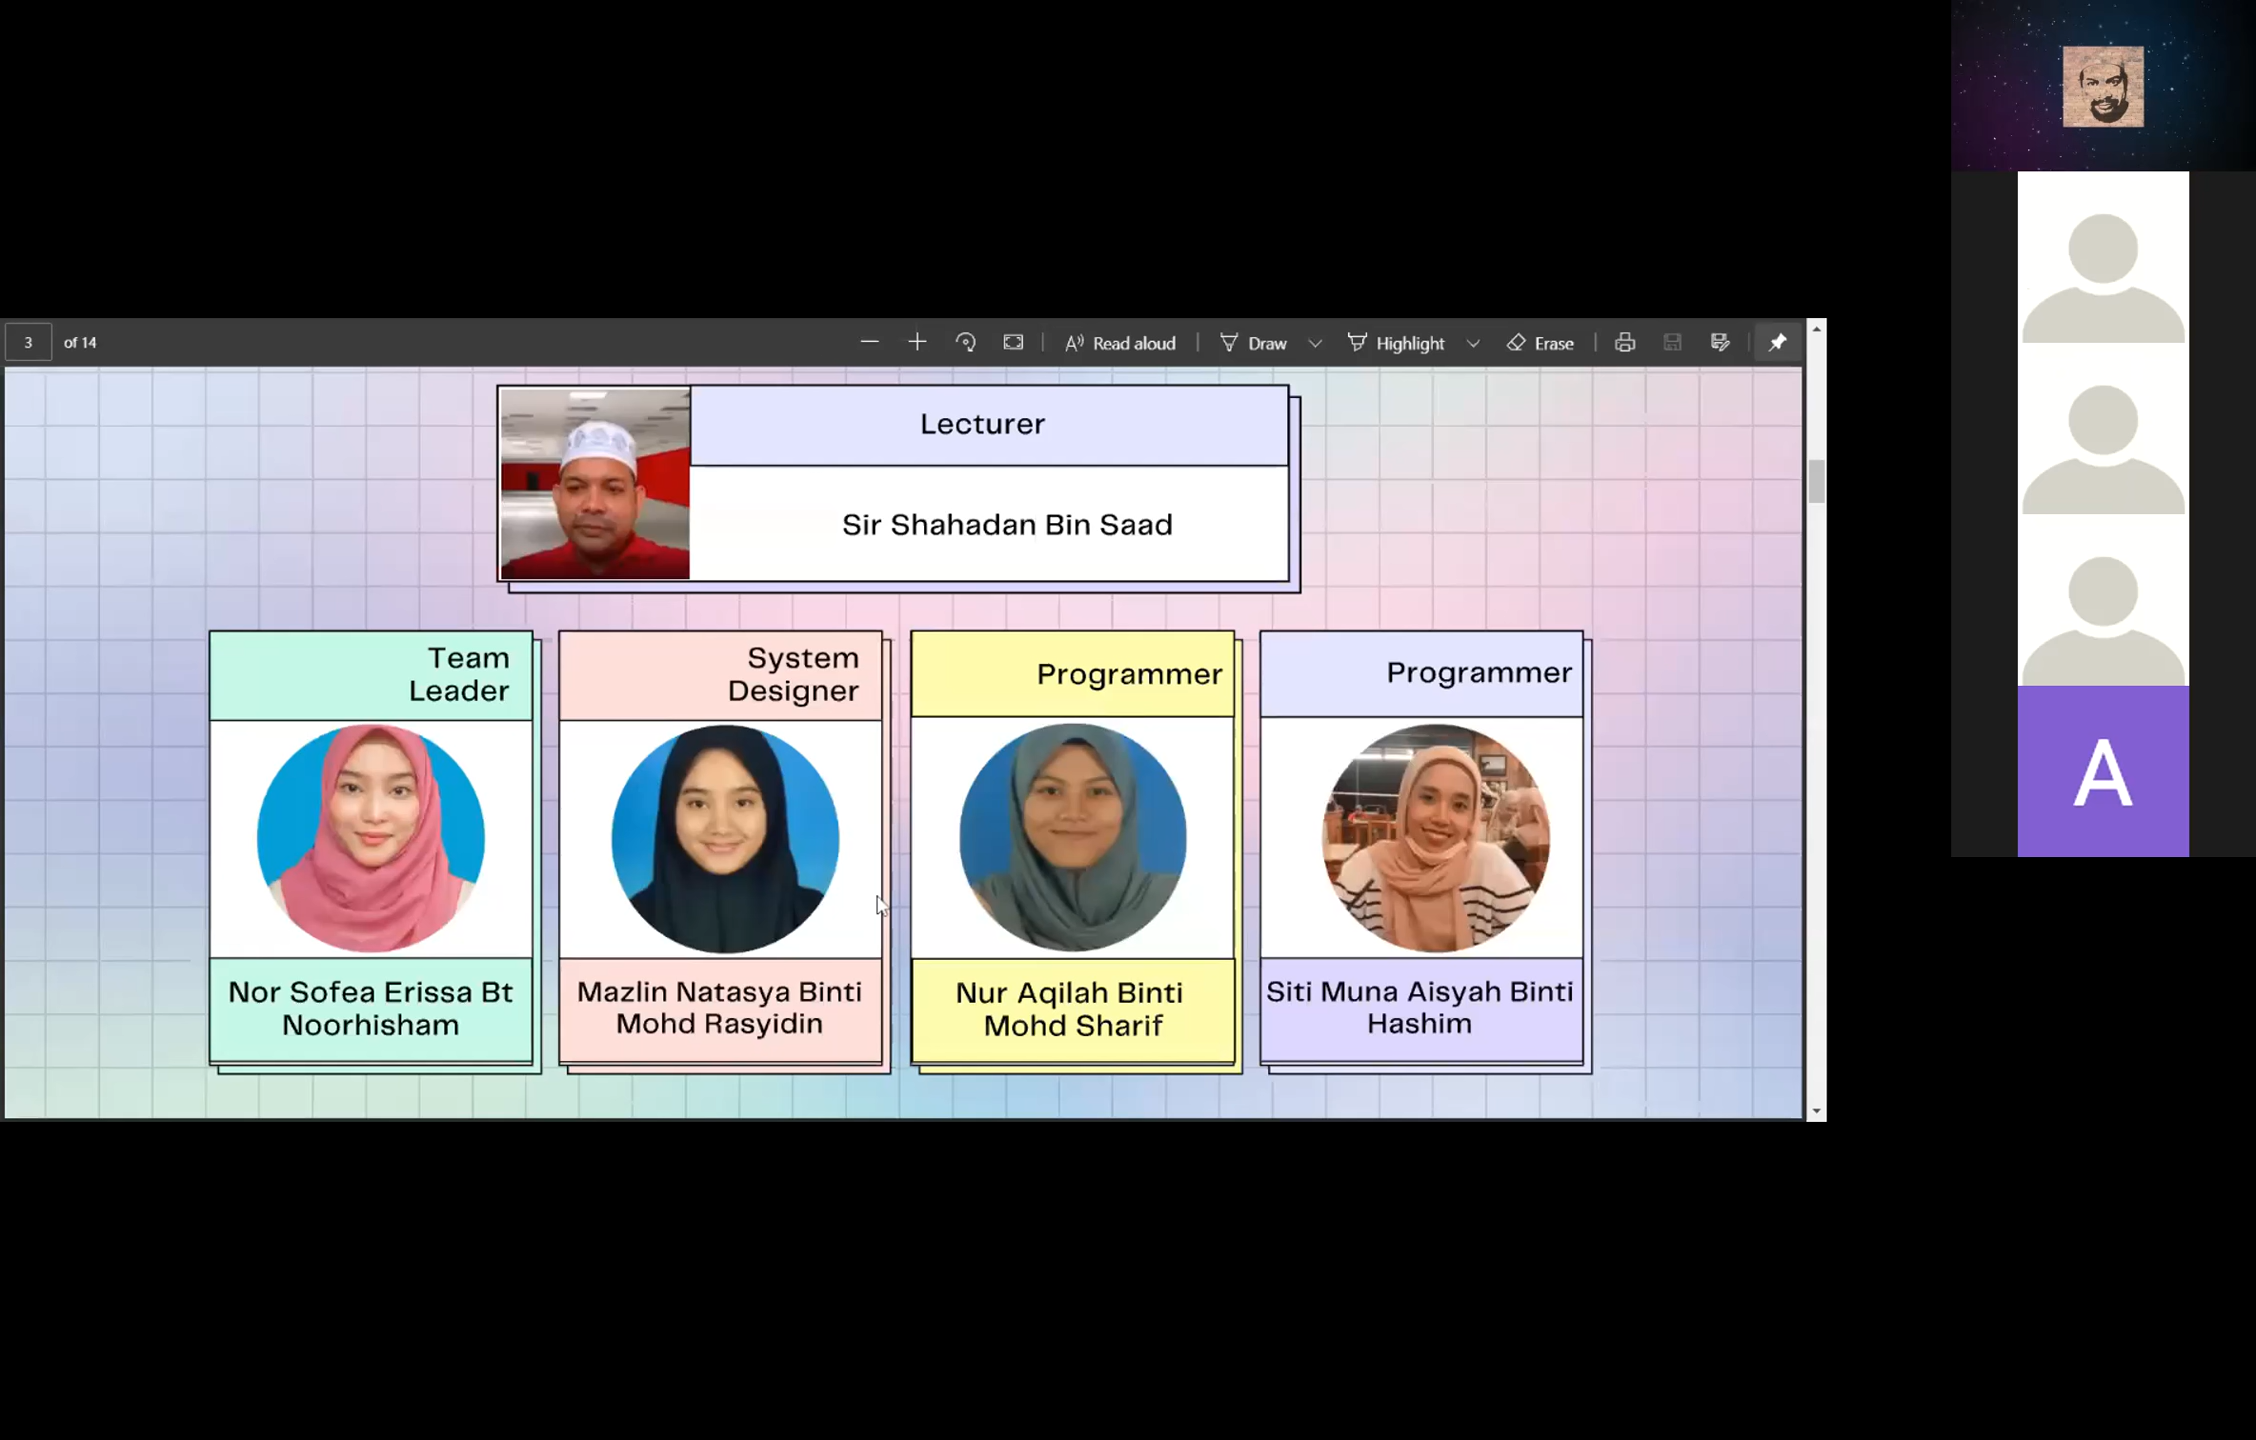 3 of 14 Read aloud Draw Highlight Erase
Lecturer
Sir Shahadan Bin Saad
Team
Leader
Nor Sofea Erissa Bt
Noorhisham
System
Designer
Mazlin Natasya Binti
Mohd Rasyidin
Programmer
Nur Aqilah Binti
Mohd Sharif
Programmer
Siti Muna Aisyah Binti
Hashim
A